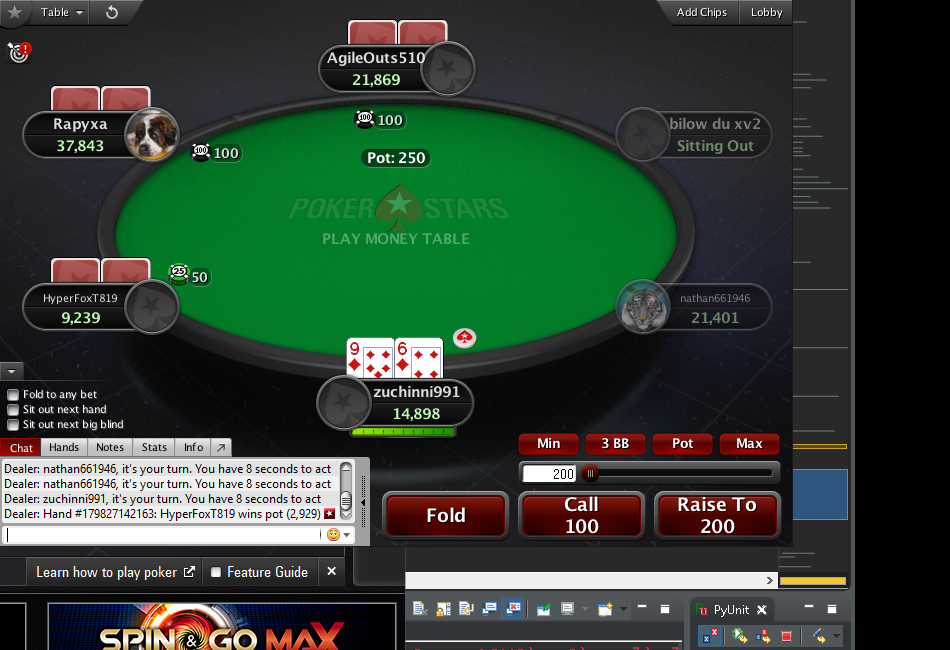 Table
Add Chips
Lobby
AgileOuts510
21,869
100
Rapyxa
37,843
100
100
100
Pot: 250
bilow du xv2
Sitting Out
POKER STARS
PLAY MONEY TABLE
25
50
HyperFoxT819
9,239
nathan661946
21,401
9
6
zuchinni991
14,898
Fold to any bet
Sit out next hand
Sit out next big blind
Chat
Hands
Notes
Stats
Info
Min
3 BB
Pot
Max
Dealer: nathan661946, it's your turn. You have 8 seconds to act
Dealer: nathan661946, it's your turn. You have 8 seconds to act
Dealer: zuchinni991, it's your turn. You have 8 seconds to act
Dealer: Hand #179827142163: HyperFoxT819 wins pot (2,929)
200
Fold
Call
100
Raise To
200
Learn how to play poker
Feature Guide
SPIN & GO MAX
PyUnit